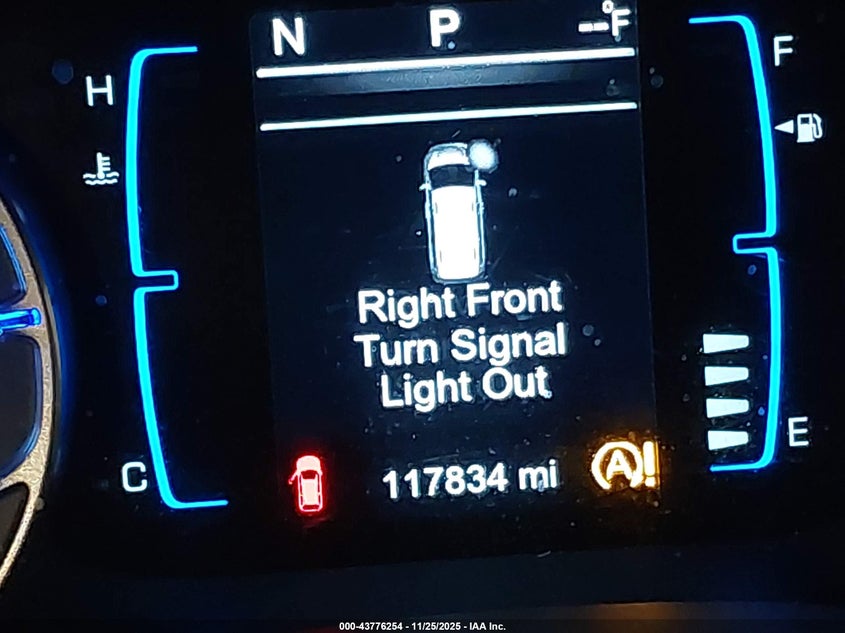 N P --°F
H F
Right Front
Turn Signal
Light Out
C 117834 mi A! E
000-43776254 - 11/25/2025 - IAA Inc.